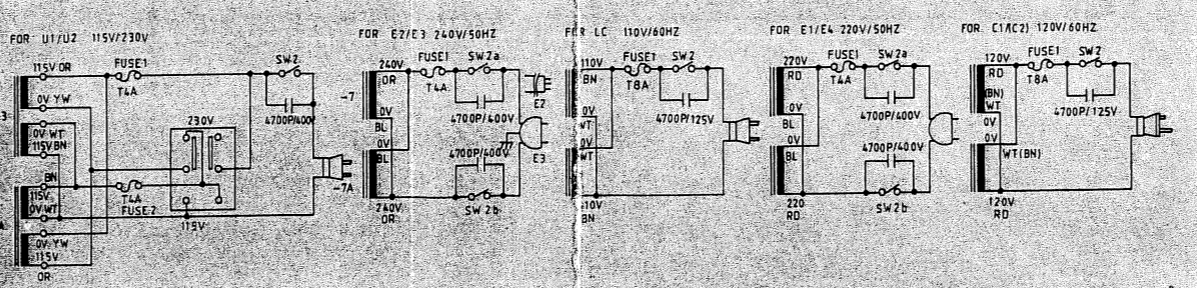 FOR U1/U2 115V/230V
115V OR
FUSE1
T4A
SW2
4700P/400V
0V YW
0V WT
115V BN
230V
BN
115V
0V WT
T4A
FUSE2
115V
0V YW
115V
OR
FOR E2/E3 240V/50HZ
240V
OR
FUSE1
T4A
SW2a
4700P/400V
-7
0V
BL
0V
BL
-7A
240V
OR
4700P/400V
SW2b
E2
E3
FOR LC 110V/60HZ
110V
BN
FUSE1
T8A
SW2
4700P/125V
0V
WT
0V
WT
110V
BN
FOR E1/E4 220V/50HZ
220V
RD
FUSE1
T4A
SW2a
4700P/400V
0V
BL
0V
BL
220
RD
4700P/400V
SW2b
FOR C1/(C2) 120V/60HZ
120V
RD
FUSE1
T8A
SW2
4700P/125V
(BN)
WT
0V
0V
WT(BN)
120V
RD